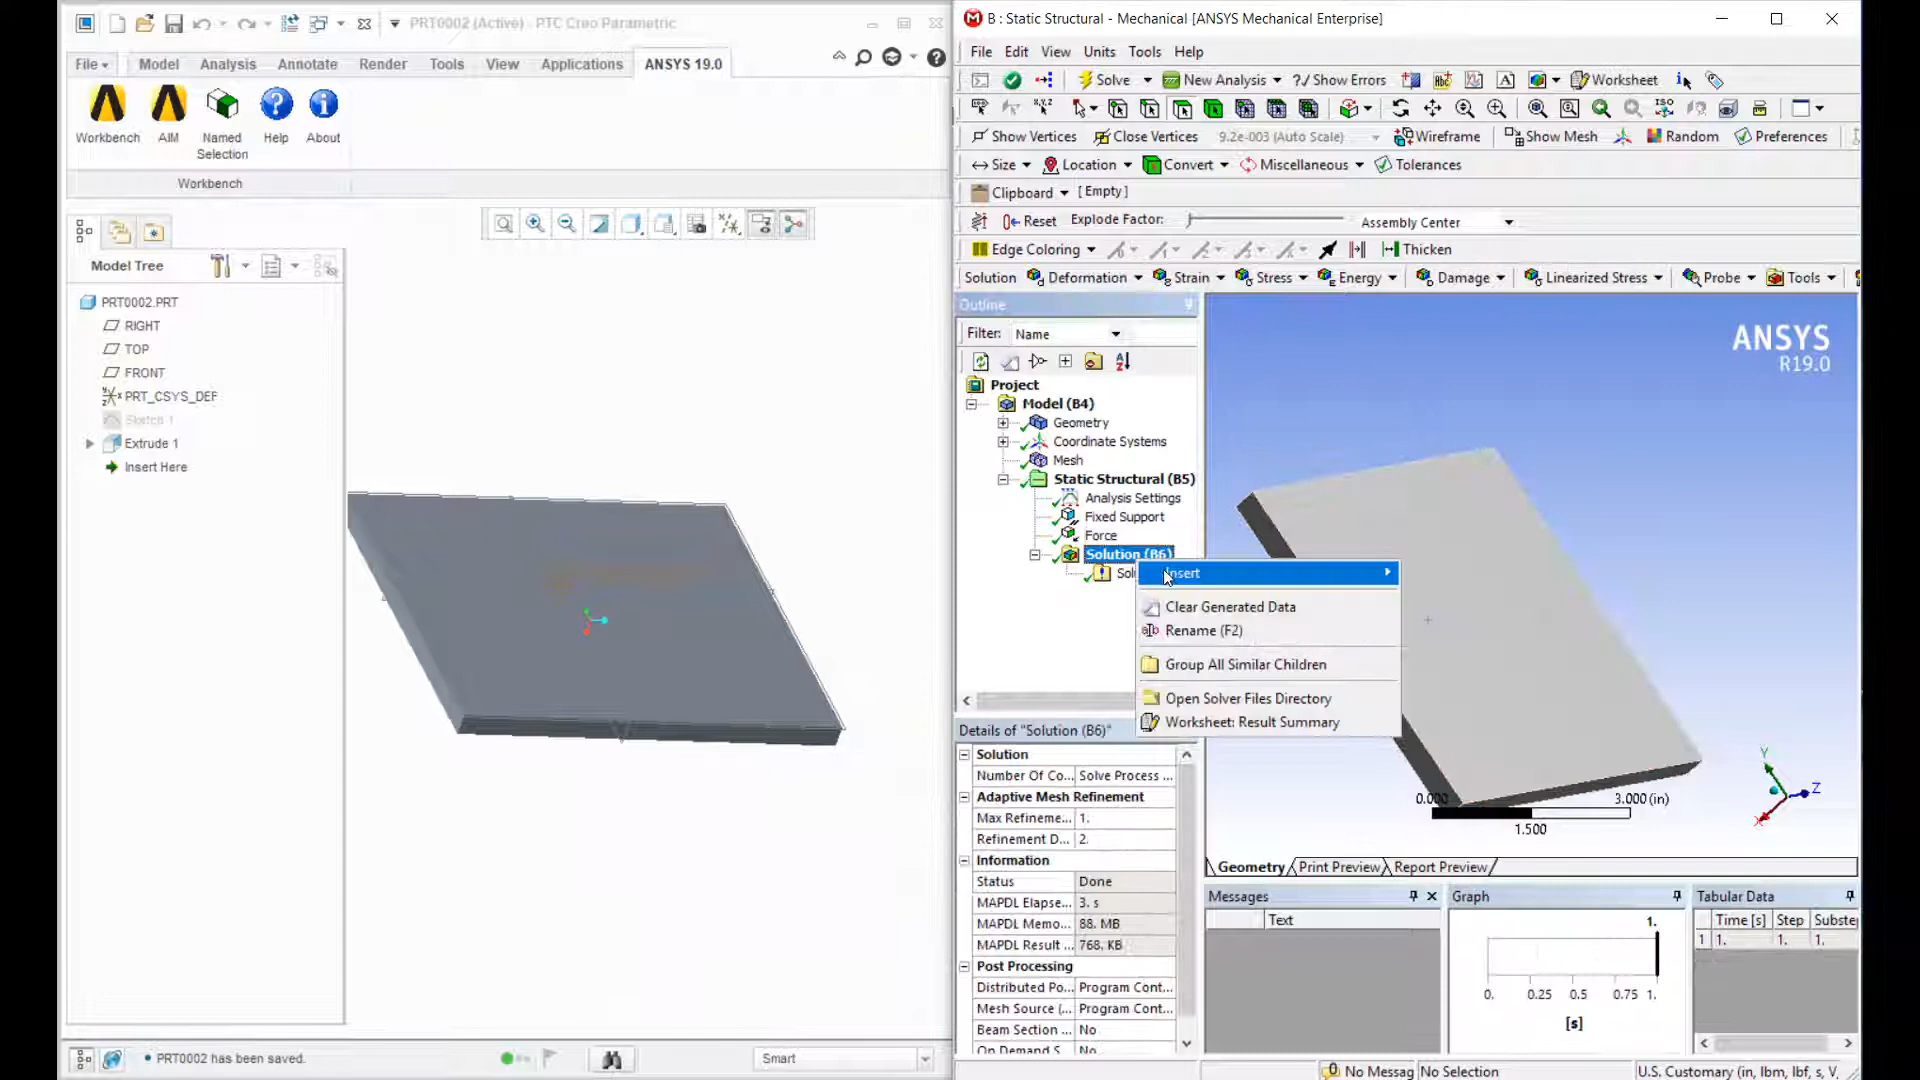 PRT0002 (Active) - PTC Creo Parametric
File
Model
Analysis
Annotate
Render
Tools
View
Applications
ANSYS 19.0
Workbench
AIM
Named
Selection
Help
About
Workbench
Model Tree
PRT0002.PRT
RIGHT
TOP
FRONT
PRT_CSYS_DEF
Sketch 1
Extrude 1
Insert Here
PRT0002 has been saved.
Smart
B : Static Structural - Mechanical [ANSYS Mechanical Enterprise]
File Edit View Units Tools Help
Solve New Analysis ?/ Show Errors Worksheet
Show Vertices Close Vertices 9.2e-003 (Auto Scale) Wireframe Show Mesh Random Preferences
Size Location Convert Miscellaneous Tolerances
Clipboard [ Empty]
Reset Explode Factor: Assembly Center
Edge Coloring Thicken
Solution Deformation Strain Stress Energy Damage Linearized Stress Probe Tools
Outline
Filter: Name
Project
Model (B4)
Geometry
Coordinate Systems
Mesh
Static Structural (B5)
Analysis Settings
Fixed Support
Force
Solution (B6)
Sol
Insert
Clear Generated Data
Rename (F2)
Group All Similar Children
Open Solver Files Directory
Worksheet: Result Summary
Details of "Solution (B6)"
Solution
Number Of Co... Solve Process ...
Adaptive Mesh Refinement
Max Refineme... 1.
Refinement D... 2.
Information
Status Done
MAPDL Elapse... 3. s
MAPDL Memo... 88. MB
MAPDL Result ... 768. KB
Post Processing
Distributed Po... Program Cont...
Mesh Source (... Program Cont...
Beam Section ... No
On Demand S... No
ANSYS
R19.0
0.000 3.000 (in)
1.500
Y
Z
X
Geometry Print Preview Report Preview
Messages
Text
Graph
1.
0. 0.25 0.5 0.75 1.
[s]
Tabular Data
Time [s] Step Subste
1 1. 1. 1.
0 No Messag No Selection U.S. Customary (in, lbm, lbf, s, V,